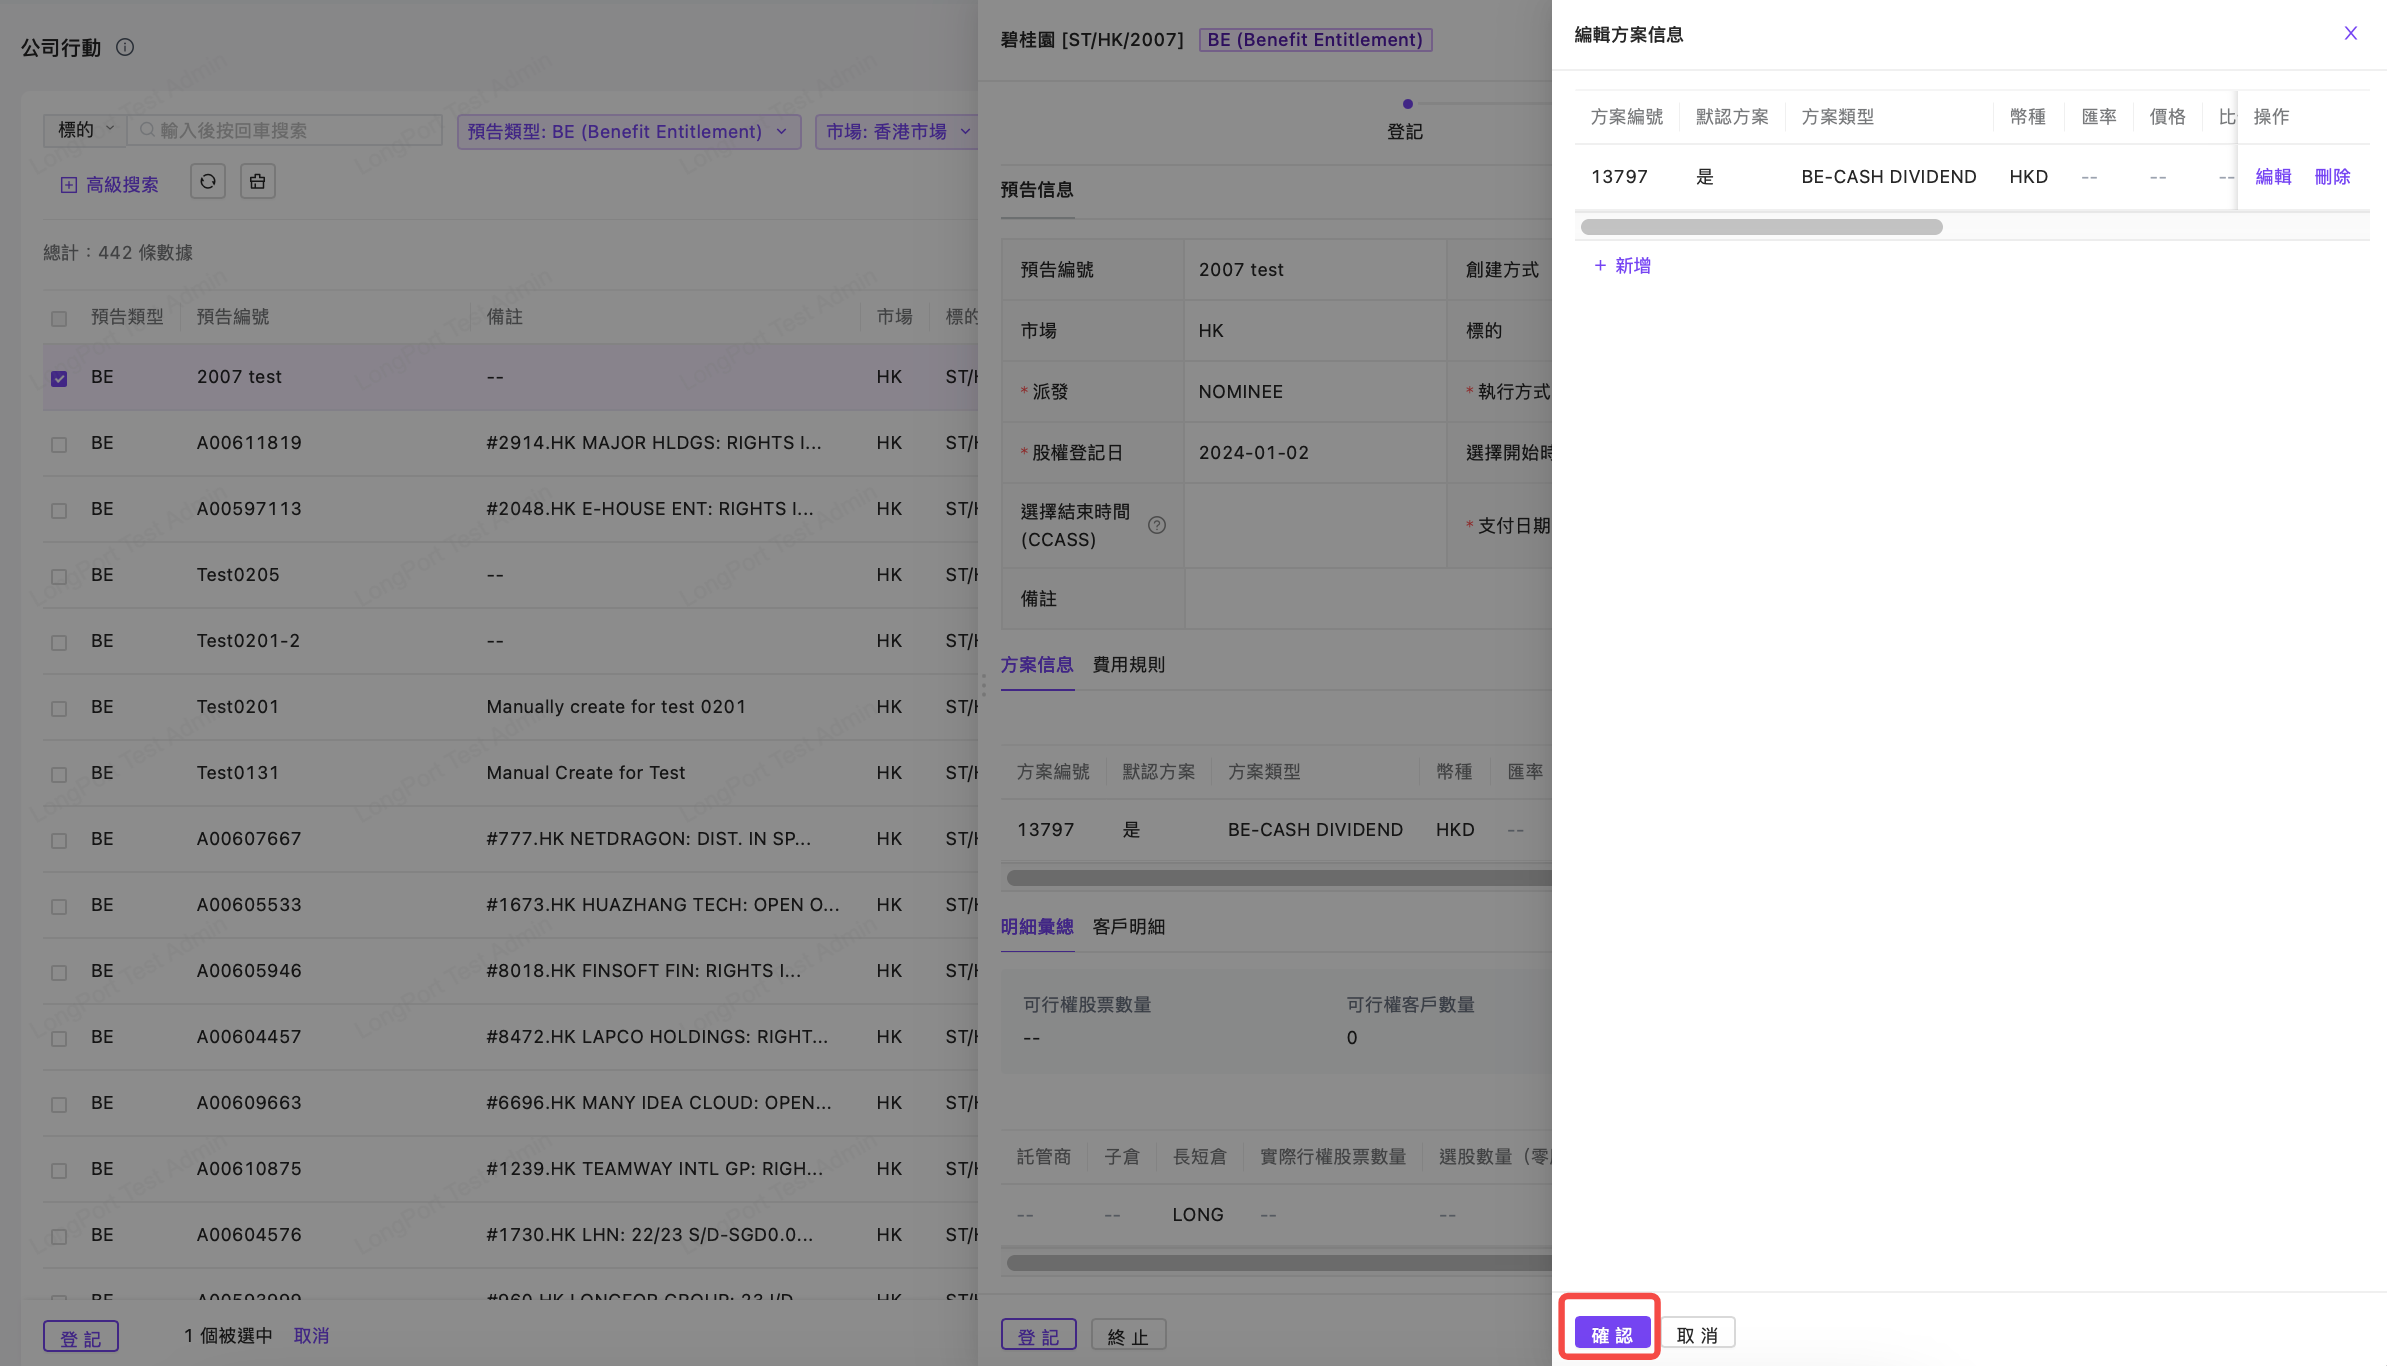 公司行動
標的 輸入後按回車搜索 預告類型: BE (Benefit Entitlement) 市場: 香港市場
高級搜索
總計：442 條數據
預告類型 預告編號 備註 市場 標的
BE 2007 test -- HK ST/H
BE A00611819 #2914.HK MAJOR HLDGS: RIGHTS I... HK ST/H
BE A00597113 #2048.HK E-HOUSE ENT: RIGHTS I... HK ST/H
BE Test0205 -- HK ST/H
BE Test0201-2 -- HK ST/H
BE Test0201 Manually create for test 0201 HK ST/H
BE Test0131 Manual Create for Test HK ST/H
BE A00607667 #777.HK NETDRAGON: DIST. IN SP... HK ST/H
BE A00605533 #1673.HK HUAZHANG TECH: OPEN O... HK ST/H
BE A00605946 #8018.HK FINSOFT FIN: RIGHTS I... HK ST/H
BE A00604457 #8472.HK LAPCO HOLDINGS: RIGHT... HK ST/H
BE A00609663 #6696.HK MANY IDEA CLOUD: OPEN... HK ST/H
BE A00610875 #1239.HK TEAMWAY INTL GP: RIGH... HK ST/H
BE A00604576 #1730.HK LHN: 22/23 S/D-SGD0.0... HK ST/H
BE A00593999 #960.HK LONGFOR GROUP: 23 I/D HK
登 記 1 個被選中 取消
碧桂園 [ST/HK/2007] BE (Benefit Entitlement)
登記
預告信息
預告編號 2007 test 創建方式
市場 HK 標的
* 派發 NOMINEE * 執行方式
* 股權登記日 2024-01-02 選擇開始時
選擇結束時間
(CCASS) * 支付日期
備註
方案信息 費用規則
方案編號 默認方案 方案類型 幣種 匯率
13797 是 BE-CASH DIVIDEND HKD --
明細彙總 客戶明細
可行權股票數量 可行權客戶數量
-- 0
託管商 子倉 長短倉 實際行權股票數量 選股數量（零
-- -- LONG -- --
登 記 終 止
編輯方案信息
方案編號 默認方案 方案類型 幣種 匯率 價格 比 操作
13797 是 BE-CASH DIVIDEND HKD -- -- -- 編輯 刪除
+ 新增
確 認 取 消
LongPort Test Admin